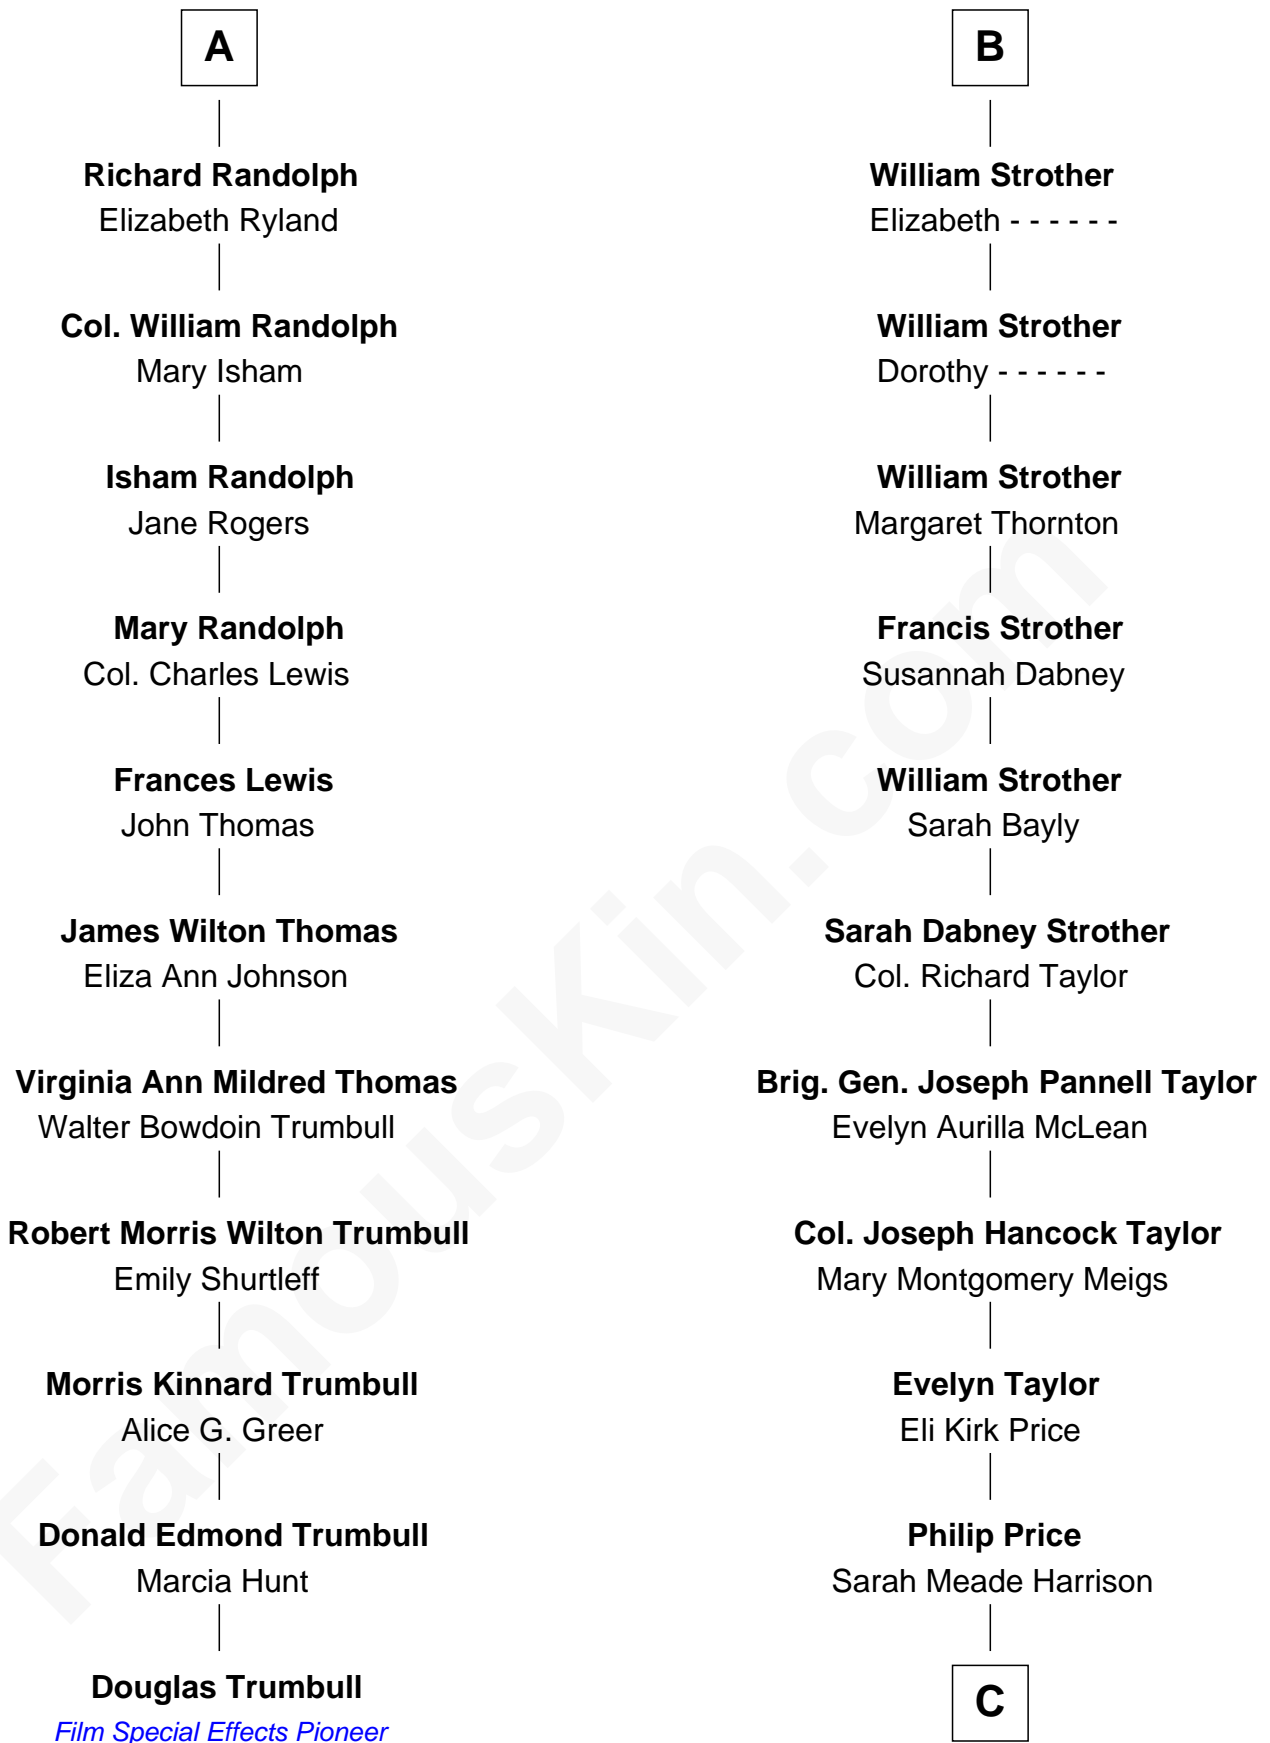 A
Richard Randolph
Elizabeth Ryland
Col. William Randolph
Mary Isham
Isham Randolph
Jane Rogers
Mary Randolph
Col. Charles Lewis
Frances Lewis
John Thomas
James Wilton Thomas
Eliza Ann Johnson
Virginia Ann Mildred Thomas
Walter Bowdoin Trumbull
Robert Morris Wilton Trumbull
Emily Shurtleff
Morris Kinnard Trumbull
Alice G. Greer
Donald Edmond Trumbull
Marcia Hunt
Douglas Trumbull
Film Special Effects Pioneer
B
William Strother
Elizabeth - - - - - -
William Strother
Dorothy - - - - - -
William Strother
Margaret Thornton
Francis Strother
Susannah Dabney
William Strother
Sarah Bayly
Sarah Dabney Strother
Col. Richard Taylor
Brig. Gen. Joseph Pannell Taylor
Evelyn Aurilla McLean
Col. Joseph Hancock Taylor
Mary Montgomery Meigs
Evelyn Taylor
Eli Kirk Price
Philip Price
Sarah Meade Harrison
C
FamousKin.com